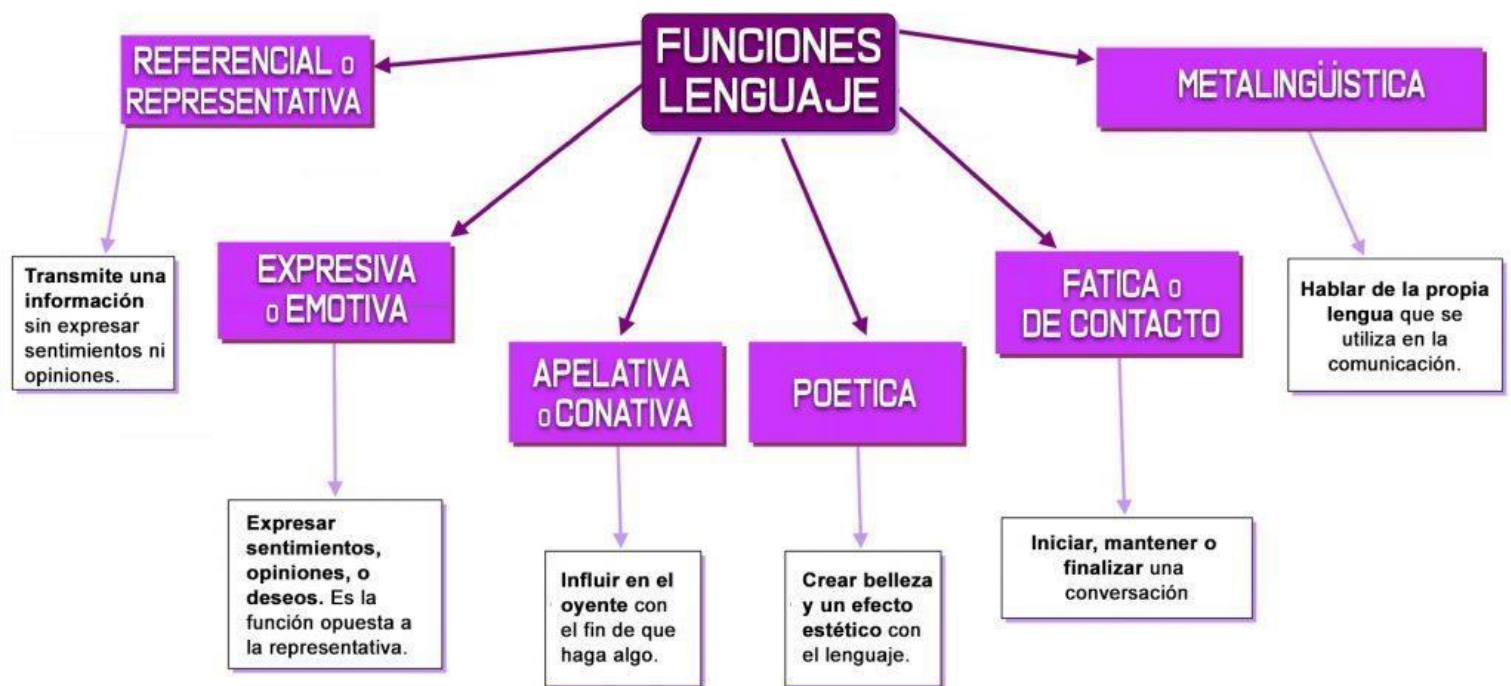 FUNCIONES
LENGUAJE
REFERENCIAL o
REPRESENTATIVA
Transmite una
información
sin expresar
sentimientos ni
opiniones.
EXPRESIVA
o EMOTIVA
Expresar
sentimientos,
opiniones, o
deseos. Es la
función opuesta a
la representativa.
APELATIVA
o CONATIVA
Influir en el
oyente con
el fin de que
haga algo.
POETICA
Crear belleza
y un efecto
estético con
el lenguaje.
FATICA o
DE CONTACTO
Iniciar, mantener o
finalizar una
conversación
METALINGÜISTICA
Hablar de la propia
lengua que se
utiliza en la
comunicación.